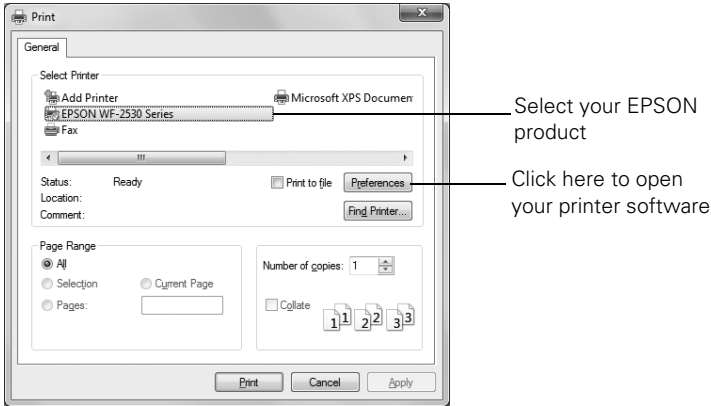 Print
General
Select Printer
Add Printer
Microsoft XPS Documen
EPSON WF-2530 Series
Fax
Select your EPSON
product
Status: Ready
Location:
Comment:
Print to file
Preferences
Find Printer...
Click here to open
your printer software
Page Range
All
Selection
Current Page
Pages:
Number of copies: 1
Collate
1 1 2 2 3 3
Print
Cancel
Apply